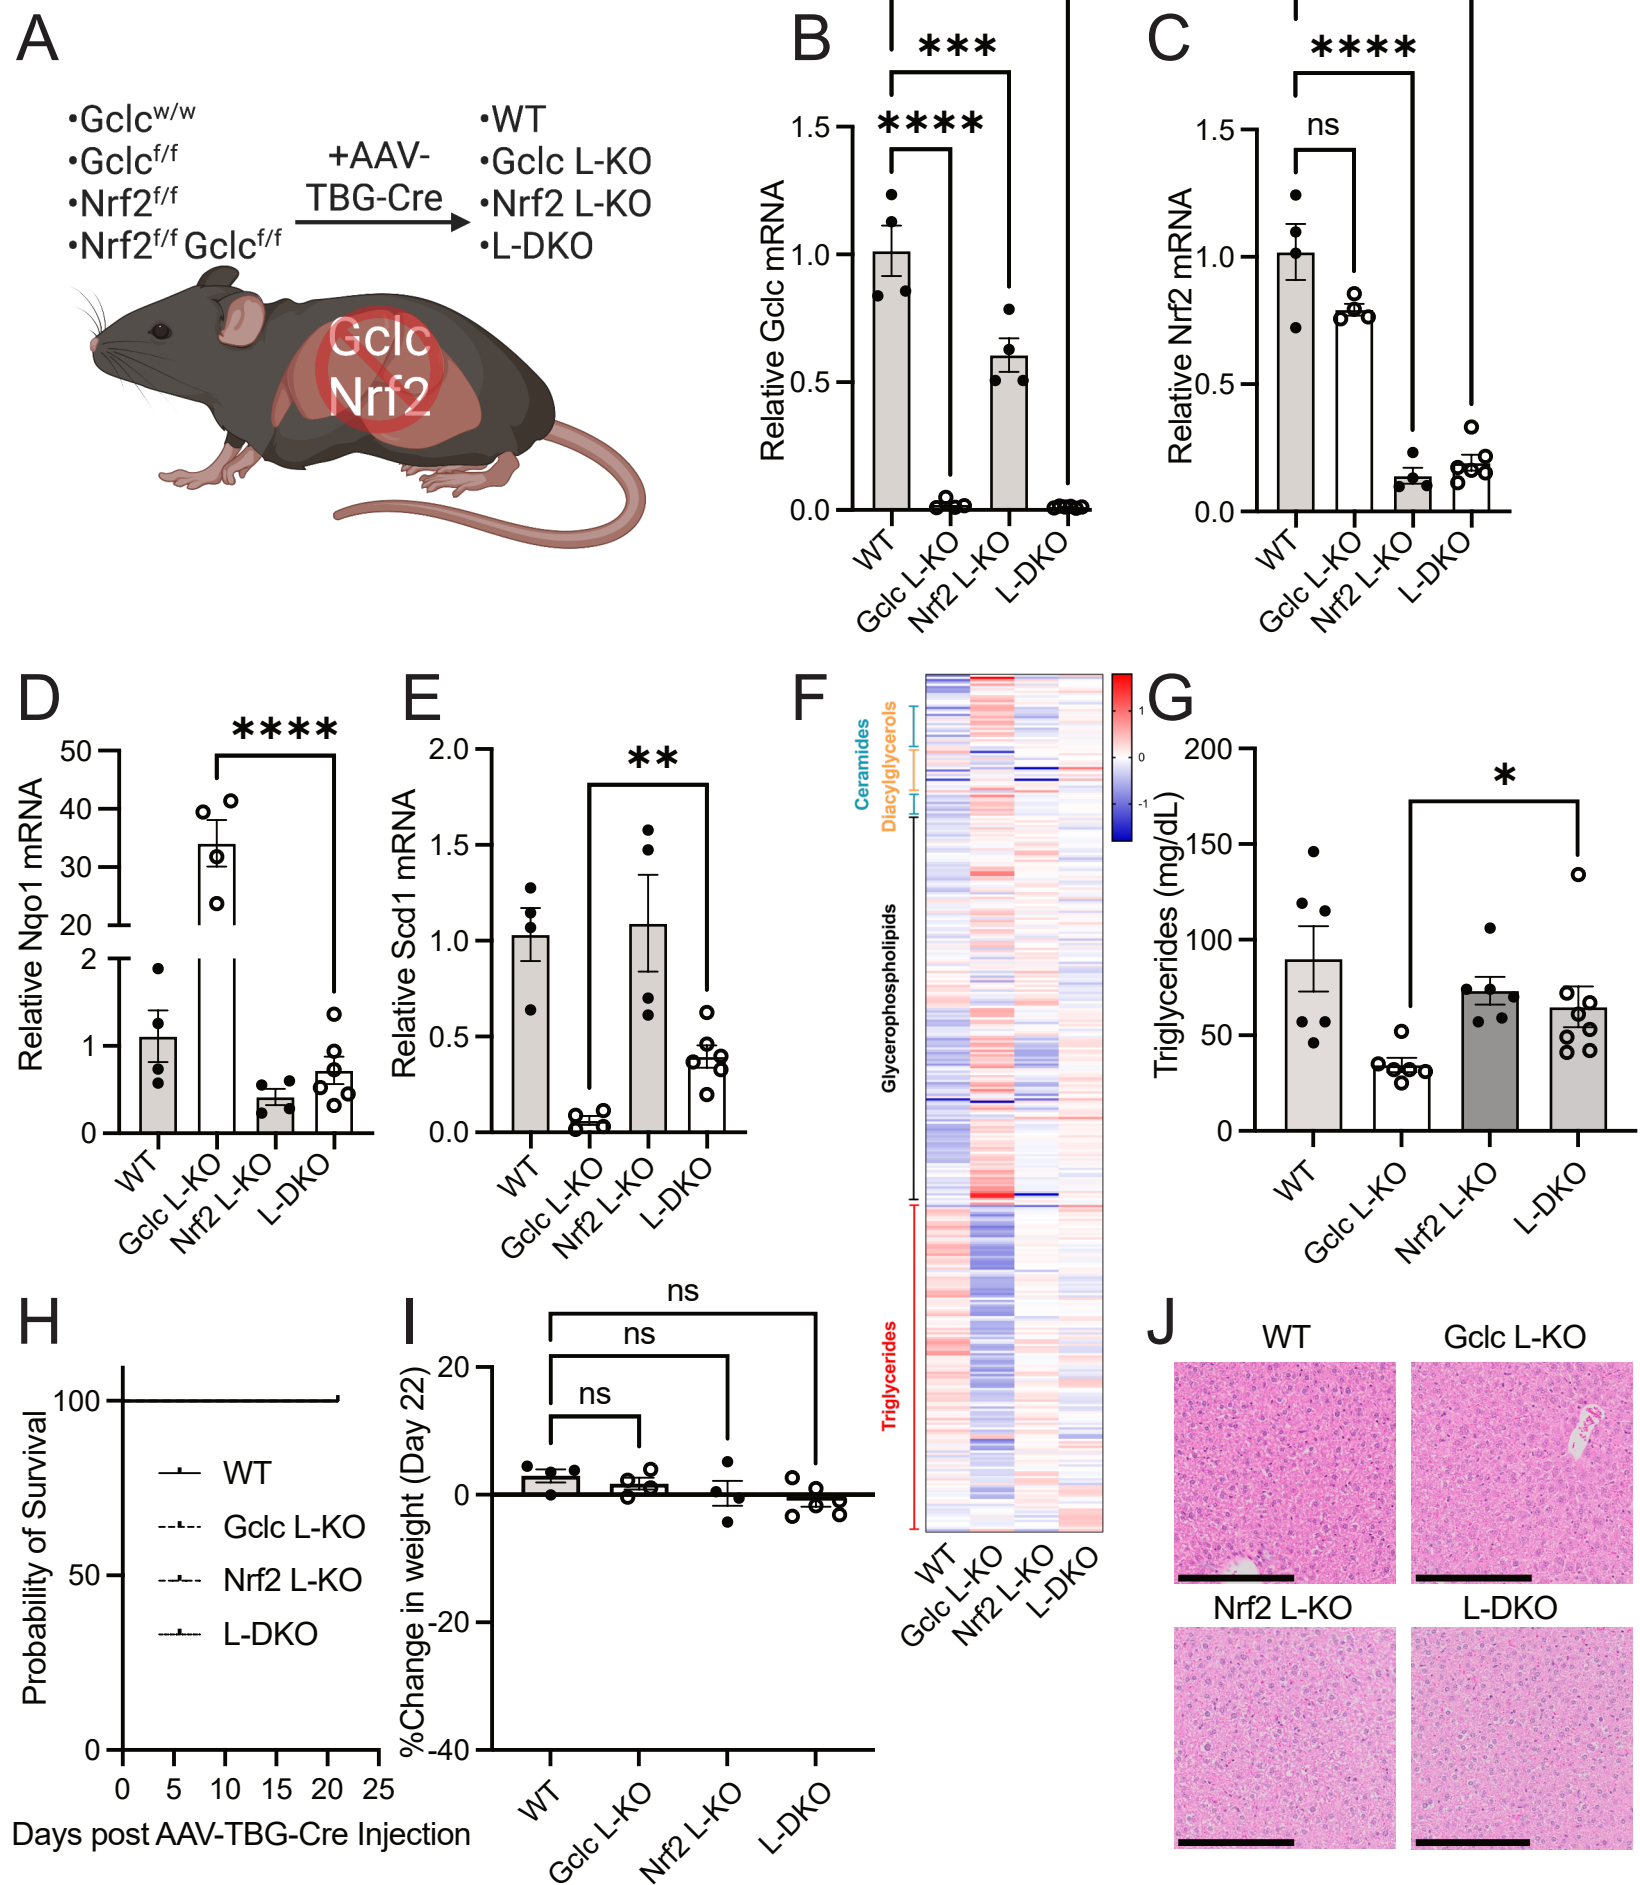 A
•Gclcw/w
•Gclcf/f
•Nrf2f/f
•Nrf2f/f Gclcf/f
+AAV-
TBG-Cre
•WT
•Gclc L-KO
•Nrf2 L-KO
•L-DKO
Gclc
Nrf2
B
***
****
Relative Gclc mRNA
1.5
1.0
0.5
0.0
WT
Gclc L-KO
Nrf2 L-KO
L-DKO
C
****
ns
Relative Nrf2 mRNA
1.5
1.0
0.5
0.0
WT
Gclc L-KO
Nrf2 L-KO
L-DKO
D
****
Relative Nqo1 mRNA
50
40
30
20
2
1
0
WT
Gclc L-KO
Nrf2 L-KO
L-DKO
E
**
Relative Scd1 mRNA
2.0
1.5
1.0
0.5
0.0
WT
Gclc L-KO
Nrf2 L-KO
L-DKO
F
Ceramides
Diacylglycerols
Glycerophospholipids
Triglycerides
1
0
-1
WT
Gclc L-KO
Nrf2 L-KO
L-DKO
G
*
Triglycerides (mg/dL)
200
150
100
50
0
WT
Gclc L-KO
Nrf2 L-KO
L-DKO
H
Probability of Survival
100
50
0
WT
Gclc L-KO
Nrf2 L-KO
L-DKO
0 5 10 15 20 25
Days post AAV-TBG-Cre Injection
I
ns
ns
ns
%Change in weight (Day 22)
20
0
-20
-40
WT
Gclc L-KO
Nrf2 L-KO
L-DKO
J
WT
Gclc L-KO
Nrf2 L-KO
L-DKO